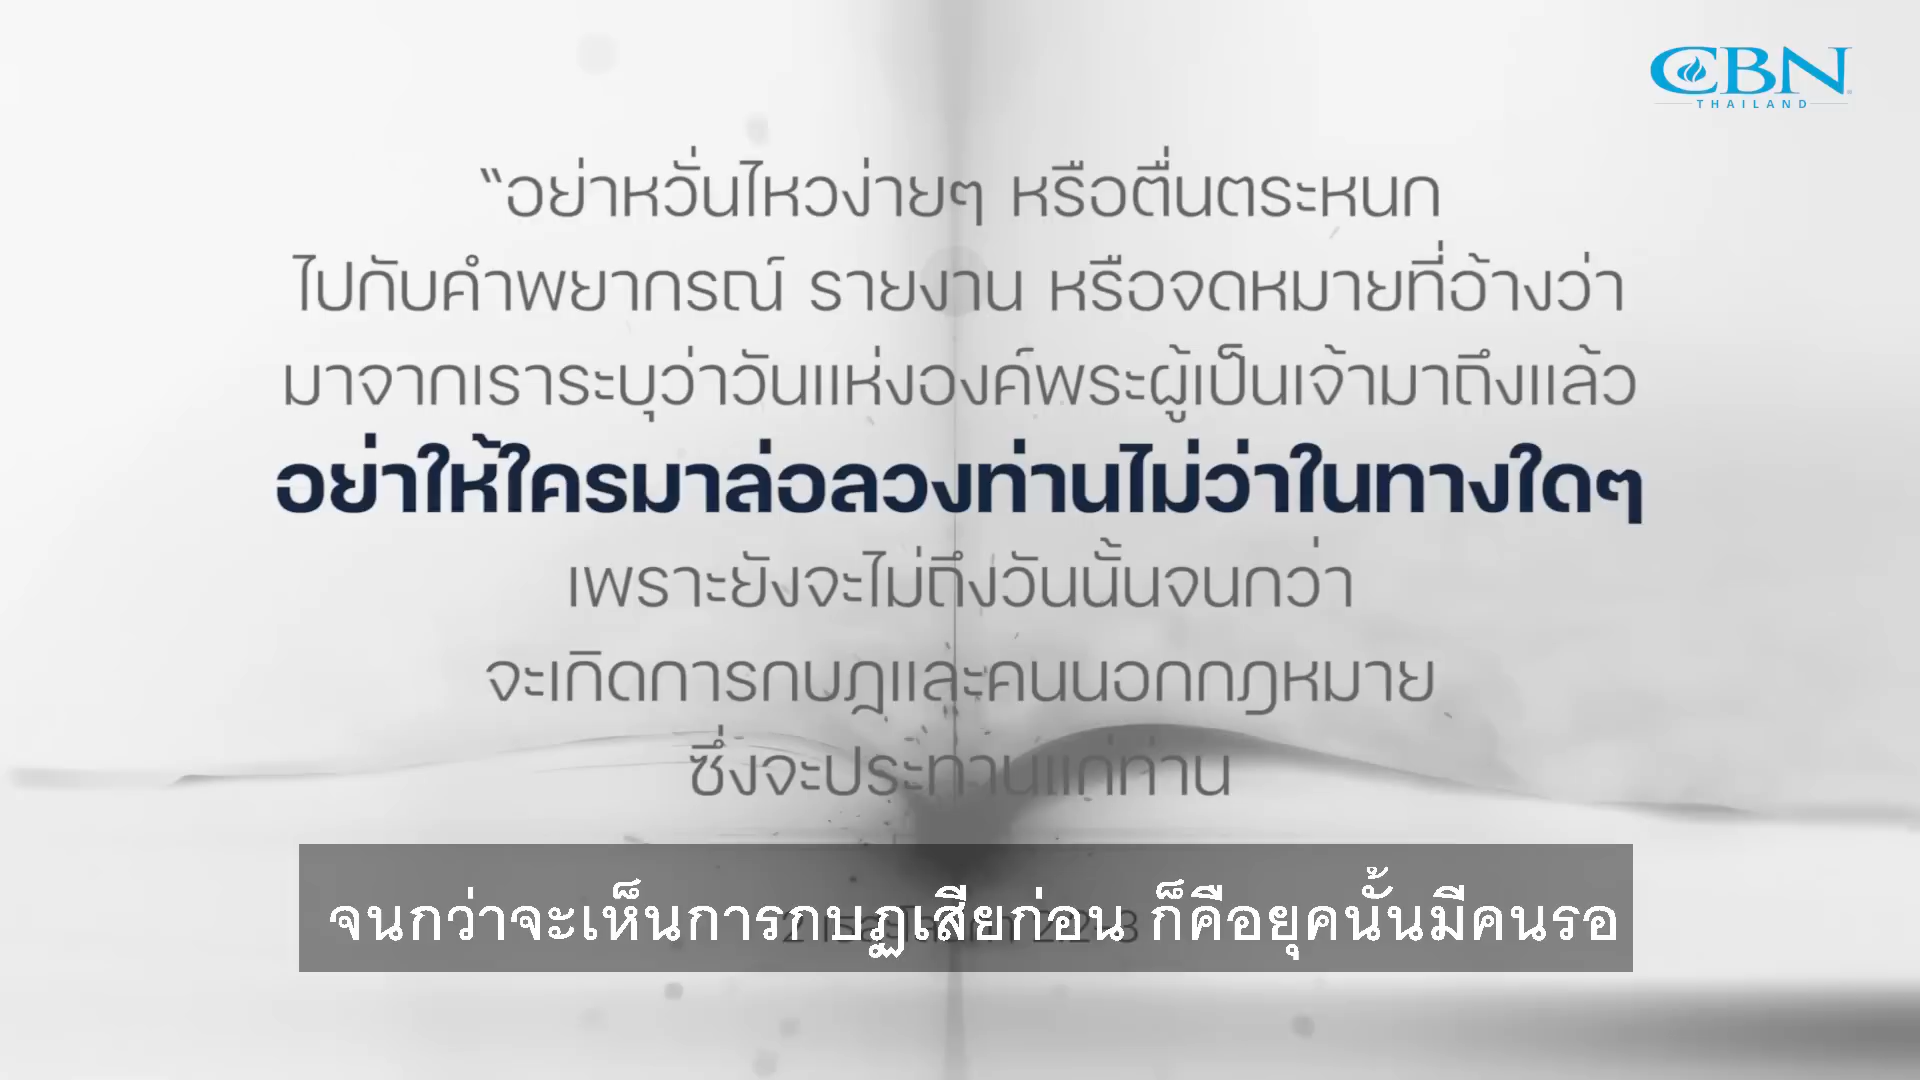 CBN
THAILAND
“อย่าหวั่นไหวง่ายๆ หรือตื่นตระหนก
ไปกับคำพยากรณ์ รายงาน หรือจดหมายที่อ้างว่า
มาจากเราระบุว่าวันแห่งองค์พระผู้เป็นเจ้ามาถึงแล้ว
อย่าให้ใครมาล่อลวงท่านไม่ว่าในทางใดๆ
เพราะยังจะไม่ถึงวันนั้นจนกว่า
จะเกิดการกบฎและคนนอกกฎหมาย
ซึ่งจะประทานแก่ท่าน
จนกว่าจะเห็นการกบฏเสียก่อน ก็คือยุคนั้นมีคนรอ